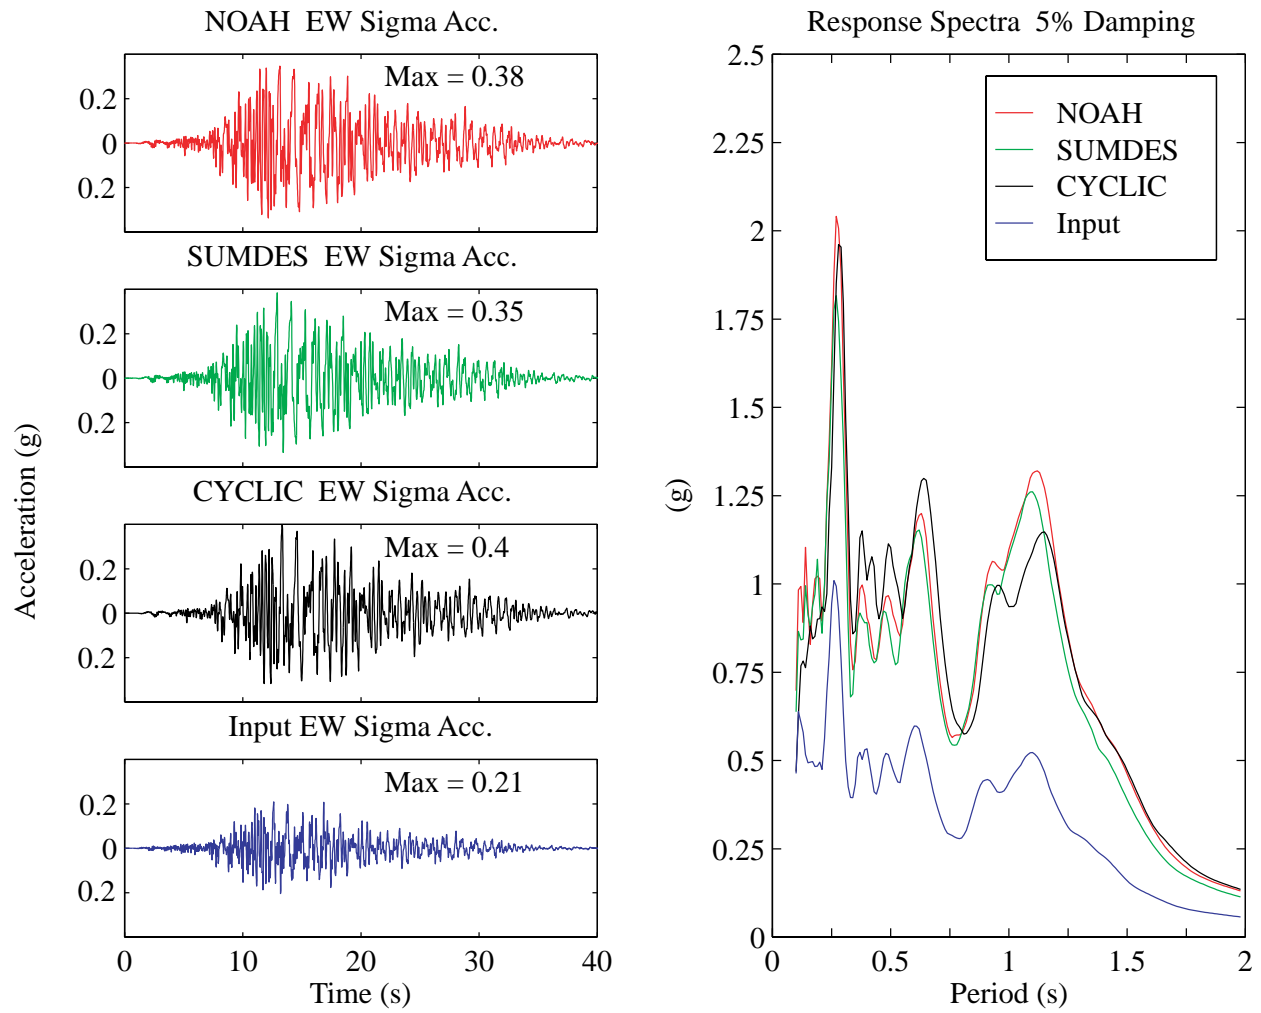 NOAH EW Sigma Acc.
Max = 0.38
0.2
0
0.2
SUMDES EW Sigma Acc.
Max = 0.35
0.2
0
0.2
CYCLIC EW Sigma Acc.
Max = 0.4
0.2
0
0.2
Input EW Sigma Acc.
Max = 0.21
0.2
0
0.2
0 10 20 30 40
Time (s)
Acceleration (g)
Response Spectra 5% Damping
2.5
2.25
2
1.75
1.5
1.25
1
0.75
0.5
0.25
0
(g)
NOAH
SUMDES
CYCLIC
Input
0 0.5 1 1.5 2
Period (s)